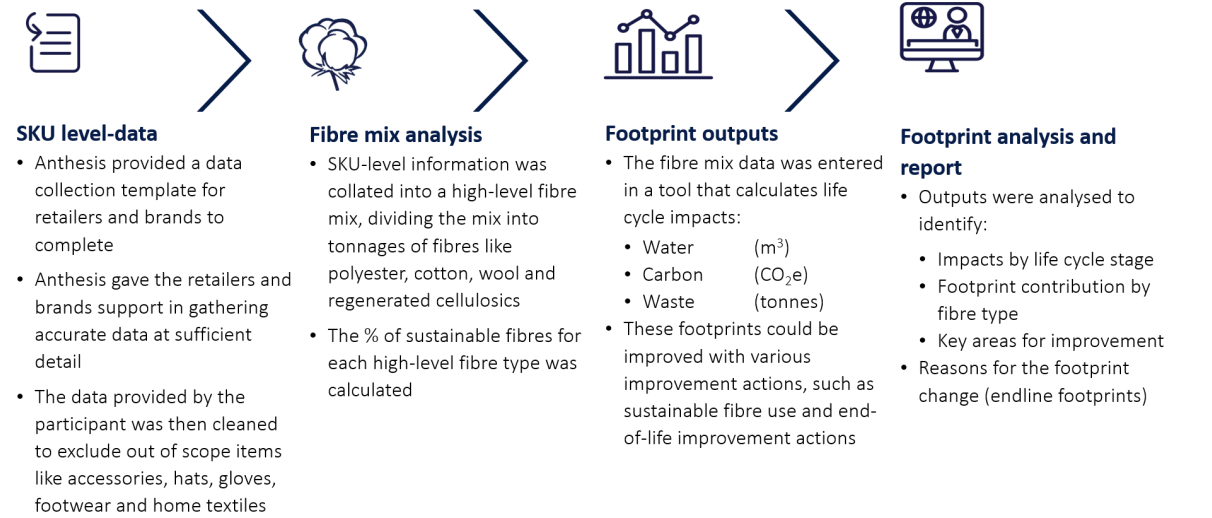 SKU level-data
• Anthesis provided a data
collection template for
retailers and brands to
complete
• Anthesis gave the retailers and
brands support in gathering
accurate data at sufficient
detail
• The data provided by the
participant was then cleaned
to exclude out of scope items
like accessories, hats, gloves,
footwear and home textiles
Fibre mix analysis
• SKU-level information was
collated into a high-level fibre
mix, dividing the mix into
tonnages of fibres like
polyester, cotton, wool and
regenerated cellulosics
• The % of sustainable fibres for
each high-level fibre type was
calculated
Footprint outputs
• The fibre mix data was entered
in a tool that calculates life
cycle impacts:
• Water (m³)
• Carbon (CO₂e)
• Waste (tonnes)
• These footprints could be
improved with various
improvement actions, such as
sustainable fibre use and end-
of-life improvement actions
Footprint analysis and
report
• Outputs were analysed to
identify:
• Impacts by life cycle stage
• Footprint contribution by
fibre type
• Key areas for improvement
• Reasons for the footprint
change (endline footprints)